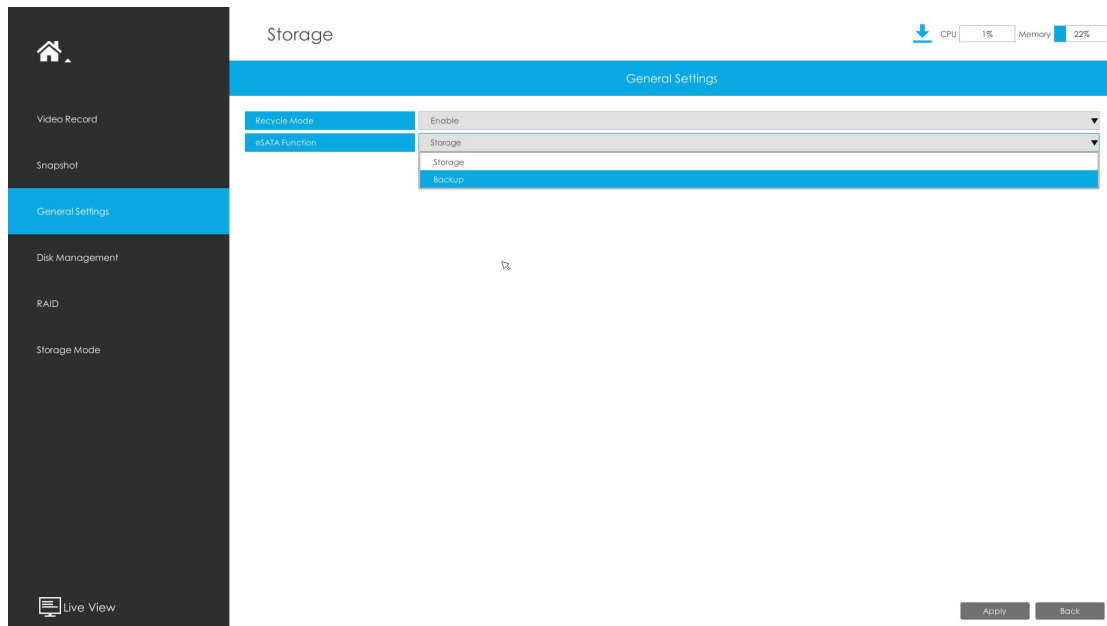 Storage
CPU 1% Memory 22%
General Settings
Video Record
Snapshot
General Settings
Disk Management
RAID
Storage Mode
Live View
Recycle Mode Enable
eSATA Function Storage
Storage
Backup
Apply Back